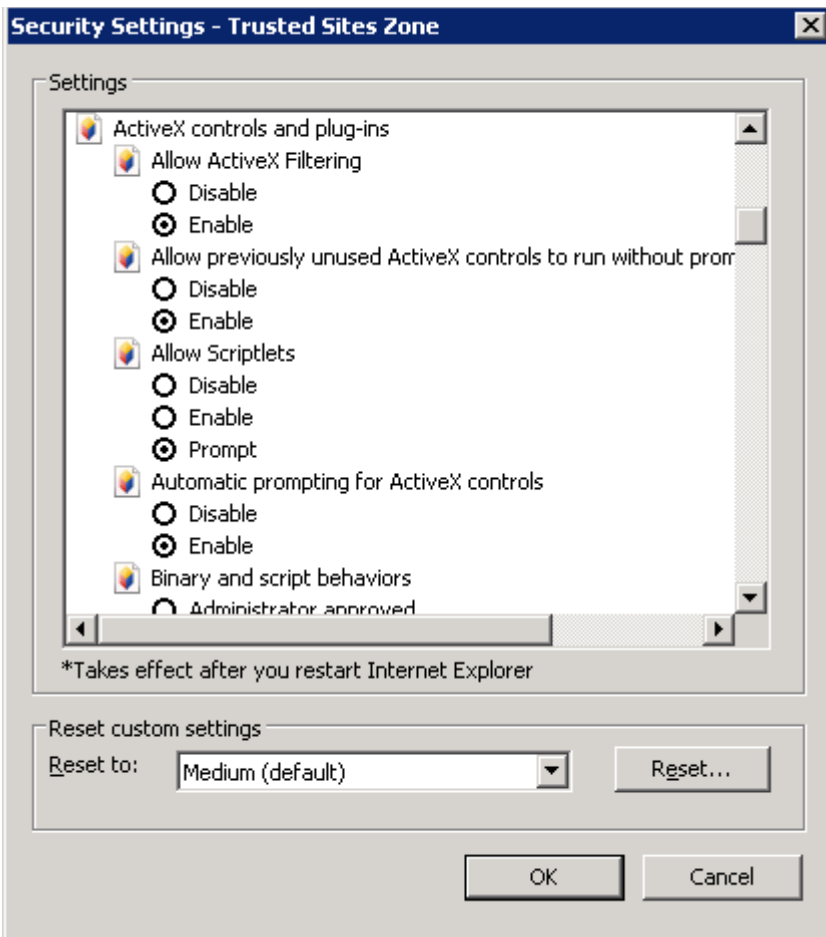 Security Settings - Trusted Sites Zone
Settings
ActiveX controls and plug-ins
Allow ActiveX Filtering
Disable
Enable
Allow previously unused ActiveX controls to run without prom
Disable
Enable
Allow Scriptlets
Disable
Enable
Prompt
Automatic prompting for ActiveX controls
Disable
Enable
Binary and script behaviors
Administrator approved
*Takes effect after you restart Internet Explorer
Reset custom settings
Reset to:
Medium (default)
Reset...
OK
Cancel